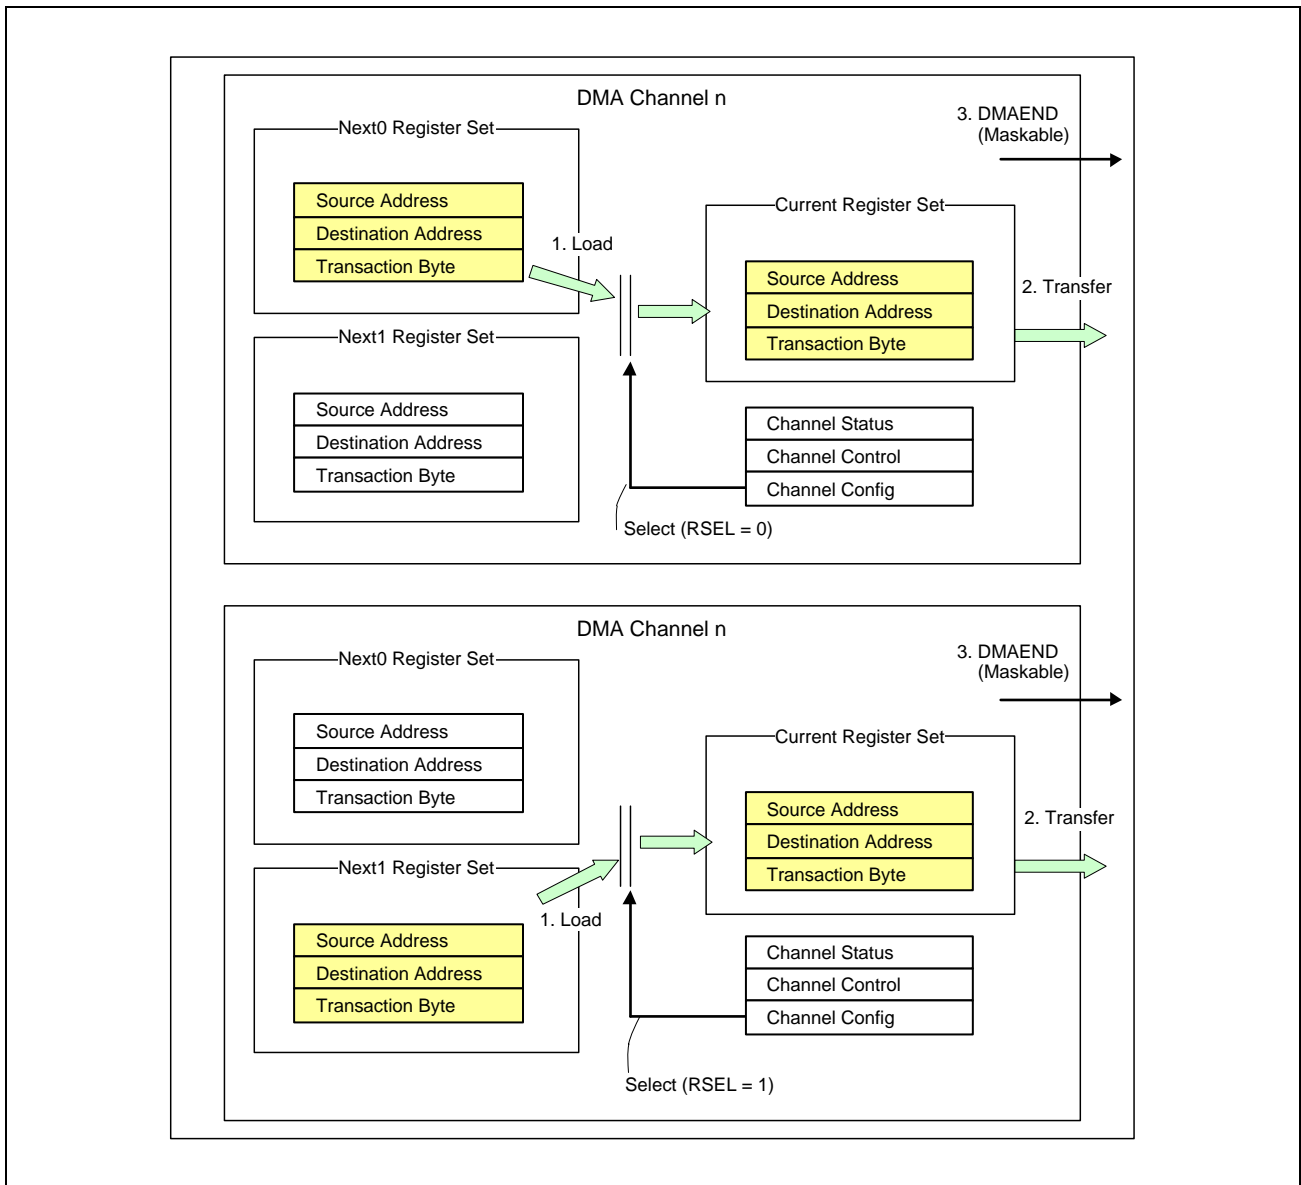 DMA Channel n
3. DMAEND
(Maskable)
Next0 Register Set
Source Address
Destination Address
Transaction Byte
1. Load
Current Register Set
Source Address
Destination Address
Transaction Byte
2. Transfer
Next1 Register Set
Source Address
Destination Address
Transaction Byte
Channel Status
Channel Control
Channel Config
Select (RSEL = 0)
DMA Channel n
3. DMAEND
(Maskable)
Next0 Register Set
Source Address
Destination Address
Transaction Byte
Current Register Set
Source Address
Destination Address
Transaction Byte
2. Transfer
Next1 Register Set
1. Load
Source Address
Destination Address
Transaction Byte
Channel Status
Channel Control
Channel Config
Select (RSEL = 1)